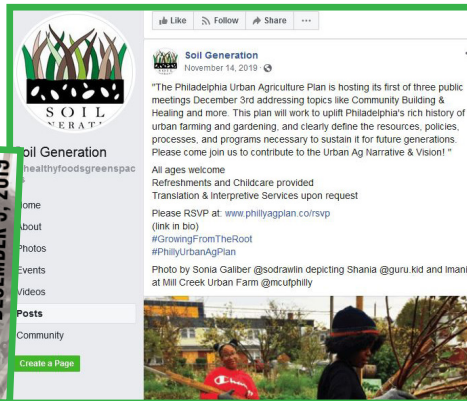 Like Follow Share ...
SOIL
Soil Generation
November 14, 2019
"The Philadelphia Urban Agriculture Plan is hosting its first of three public
meetings December 3rd addressing topics like Community Building &
Healing and more. This plan will work to uplift Philadelphia's rich history of
urban farming and gardening, and clearly define the resources, policies,
processes, and programs necessary to sustain it for future generations.
Please come join us to contribute to the Urban Ag Narrative & Vision! "
All ages welcome
Refreshments and Childcare provided
Translation & Interpretive Services upon request
Please RSVP at: www.phillyagplan.co/rsvp
(link in bio)
#GrowingFromTheRoot
#PhillyUrbanAgPlan
Photo by Sonia Galiber @sodrawlin depicting Shania @guru.kid and Imani
at Mill Creek Urban Farm @mcufphilly
oil Generation
healthyfoodsgreenspac
ome
bout
Photos
Events
Videos
Posts
Community
Create a Page
Champion